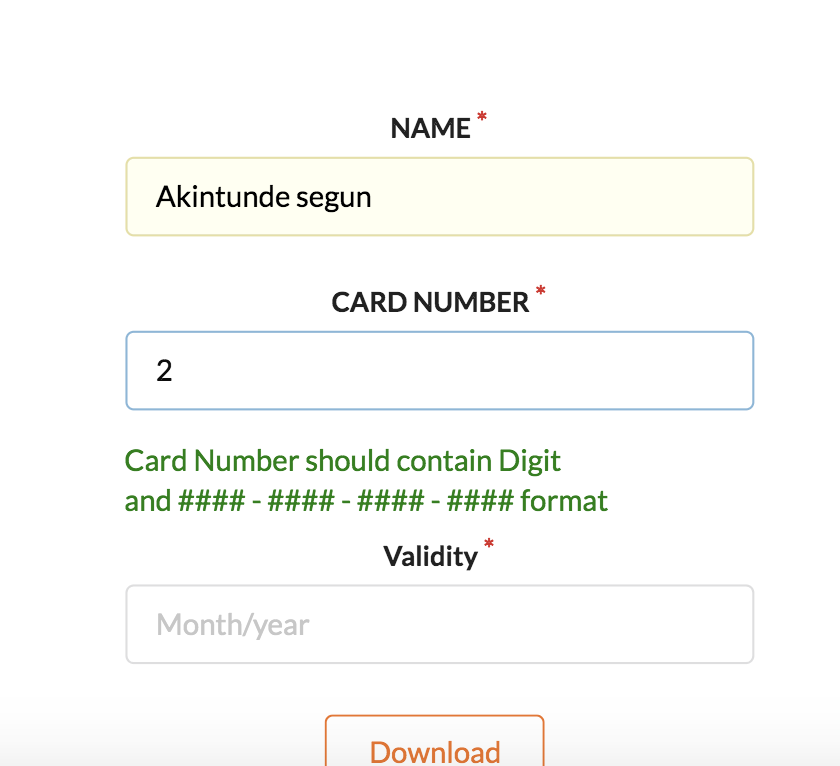 NAME *
Akintunde segun
CARD NUMBER *
2
Card Number should contain Digit
and #### - #### - #### - #### format
Validity *
Month/year
Download